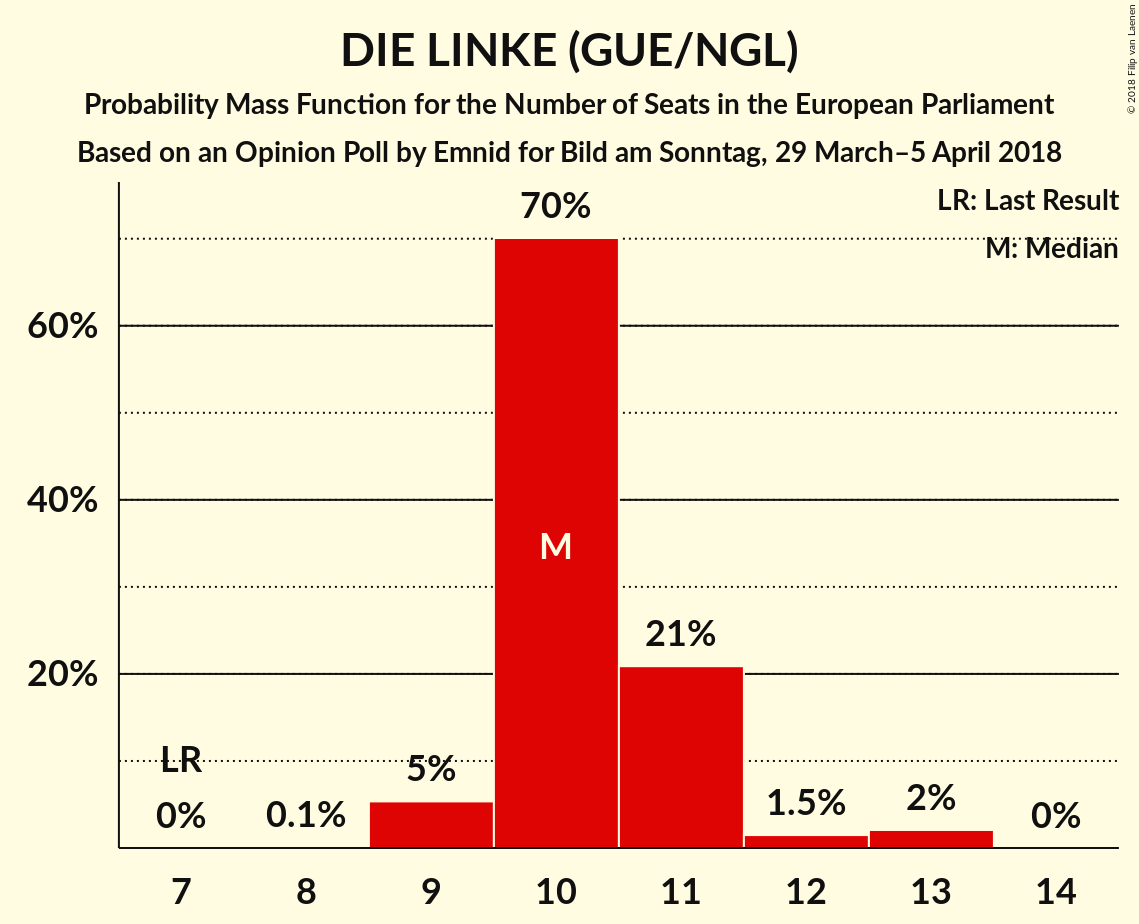 DIE LINKE (GUE/NGL)
Probability Mass Function for the Number of Seats in the European Parliament
Based on an Opinion Poll by Emnid for Bild am Sonntag, 29 March–5 April 2018
© 2018 Filip van Laenen
LR: Last Result
M: Median
70%
60%
40%
M
21%
20%
LR
5%
0%
0.1%
1.5%
2%
0%
7
8
9
10
11
12
13
14